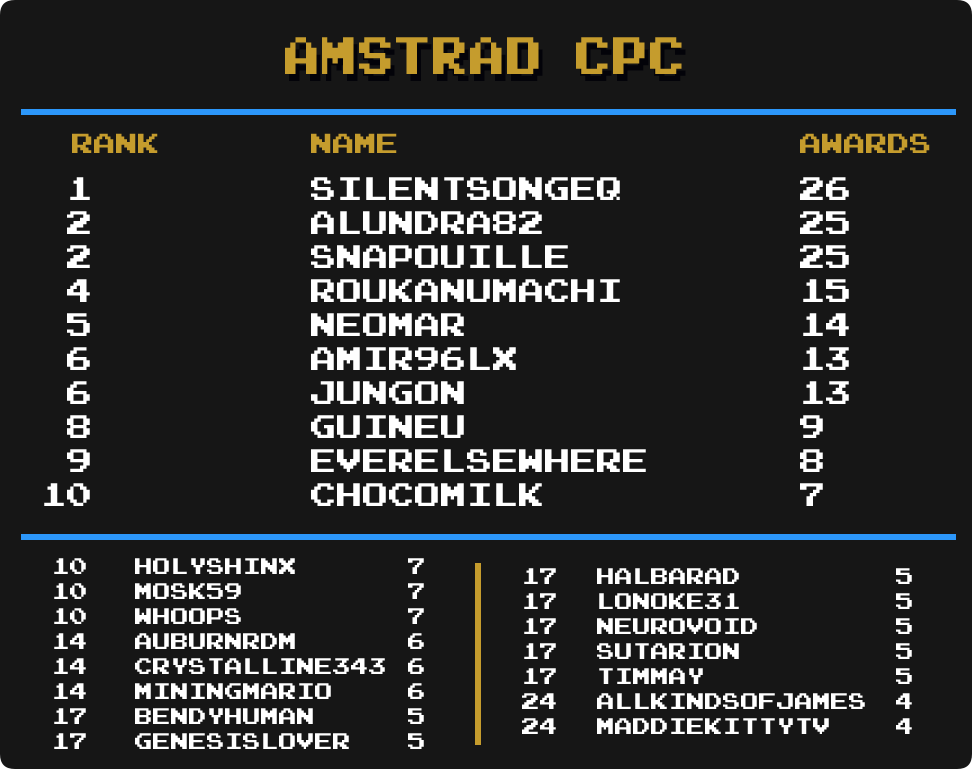 AMSTRAD CPC
RANK NAME AWARDS
1 SILENTSONGEQ 26
2 ALUNDRA82 25
2 SNAPOUILLE 25
4 ROUKANUMACHI 15
5 NEOMAR 14
6 AMIR96LX 13
6 JUNGON 13
8 GUINEU 9
9 EVERELSEWHERE 8
10 CHOCOMILK 7
10 HOLYSHINX 7
10 MOSK59 7
10 WHOOPS 7
14 AUBURNRDM 6
14 CRYSTALLINE343 6
14 MININGMARIO 6
17 BENDYHUMAN 5
17 GENESISLOVER 5
17 HALBARAD 5
17 LONOKE31 5
17 NEUROVOID 5
17 SUTARION 5
17 TIMMAY 5
24 ALLKINDSOFJAMES 4
24 MADDIEKITTYTV 4